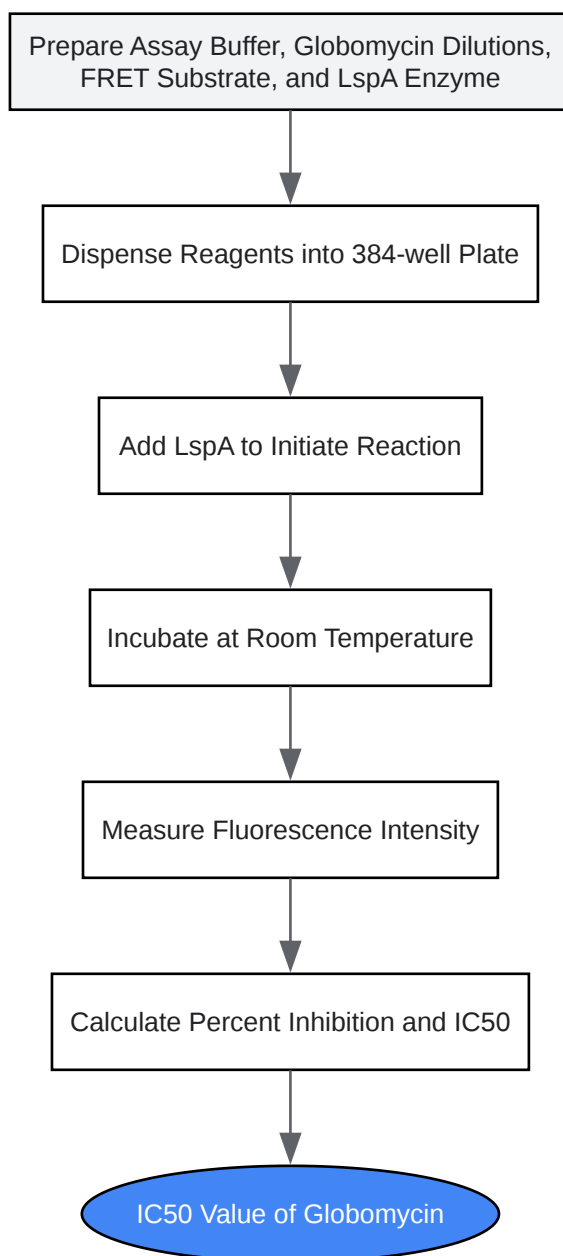 Prepare Assay Buffer, Globomycin Dilutions,
FRET Substrate, and LspA Enzyme
Dispense Reagents into 384-well Plate
Add LspA to Initiate Reaction
Incubate at Room Temperature
Measure Fluorescence Intensity
Calculate Percent Inhibition and IC50
IC50 Value of Globomycin